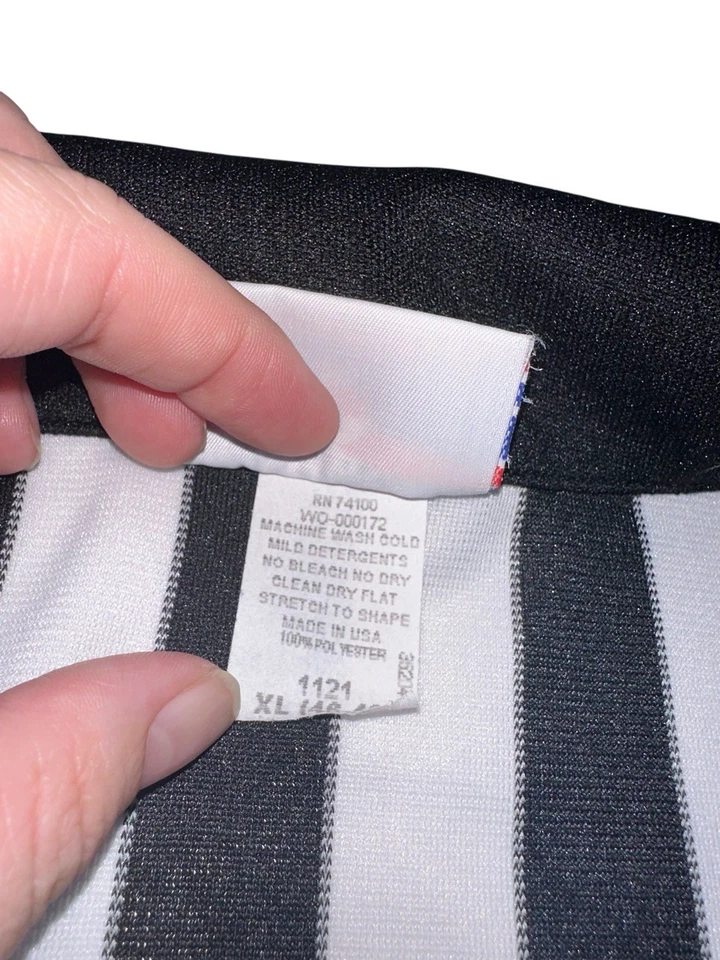 RN 74100
WO-000172
MACHINE WASH COLD
MILD DETERGENTS
NO BLEACH NO DRY
CLEAN DRY FLAT
STRETCH TO SHAPE
MADE IN USA
100% POLYESTER
1121
XL